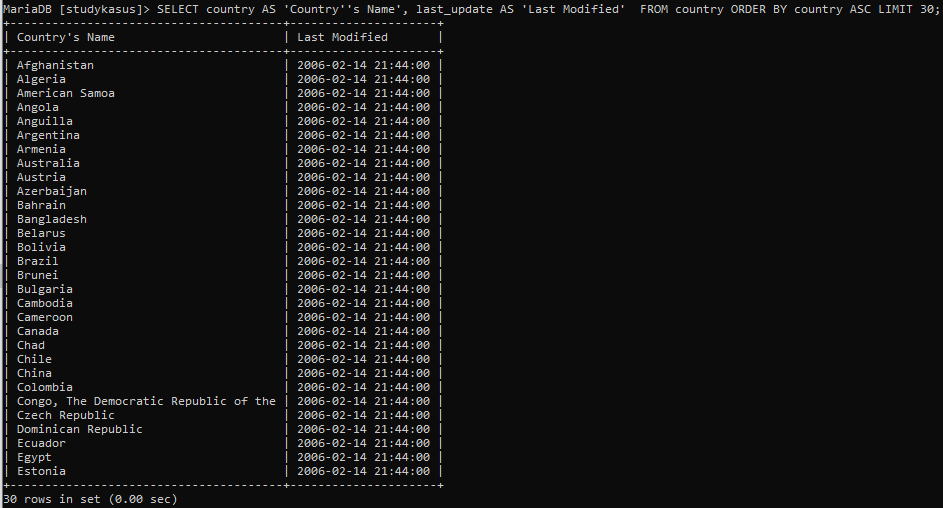 MariaDB [studykasus]> SELECT country AS 'Country''s Name', last_update AS 'Last Modified'  FROM country ORDER BY country ASC LIMIT 30;
+--------------------------------------+---------------------+
| Country's Name                       | Last Modified       |
+--------------------------------------+---------------------+
| Afghanistan                          | 2006-02-14 21:44:00 |
| Algeria                              | 2006-02-14 21:44:00 |
| American Samoa                       | 2006-02-14 21:44:00 |
| Angola                               | 2006-02-14 21:44:00 |
| Anguilla                             | 2006-02-14 21:44:00 |
| Argentina                            | 2006-02-14 21:44:00 |
| Armenia                              | 2006-02-14 21:44:00 |
| Australia                            | 2006-02-14 21:44:00 |
| Austria                              | 2006-02-14 21:44:00 |
| Azerbaijan                           | 2006-02-14 21:44:00 |
| Bahrain                              | 2006-02-14 21:44:00 |
| Bangladesh                           | 2006-02-14 21:44:00 |
| Belarus                              | 2006-02-14 21:44:00 |
| Bolivia                              | 2006-02-14 21:44:00 |
| Brazil                               | 2006-02-14 21:44:00 |
| Brunei                               | 2006-02-14 21:44:00 |
| Bulgaria                             | 2006-02-14 21:44:00 |
| Cambodia                             | 2006-02-14 21:44:00 |
| Cameroon                             | 2006-02-14 21:44:00 |
| Canada                               | 2006-02-14 21:44:00 |
| Chad                                 | 2006-02-14 21:44:00 |
| Chile                                | 2006-02-14 21:44:00 |
| China                                | 2006-02-14 21:44:00 |
| Colombia                             | 2006-02-14 21:44:00 |
| Congo, The Democratic Republic of the | 2006-02-14 21:44:00 |
| Czech Republic                       | 2006-02-14 21:44:00 |
| Dominican Republic                   | 2006-02-14 21:44:00 |
| Ecuador                              | 2006-02-14 21:44:00 |
| Egypt                                | 2006-02-14 21:44:00 |
| Estonia                              | 2006-02-14 21:44:00 |
+--------------------------------------+---------------------+
30 rows in set (0.00 sec)